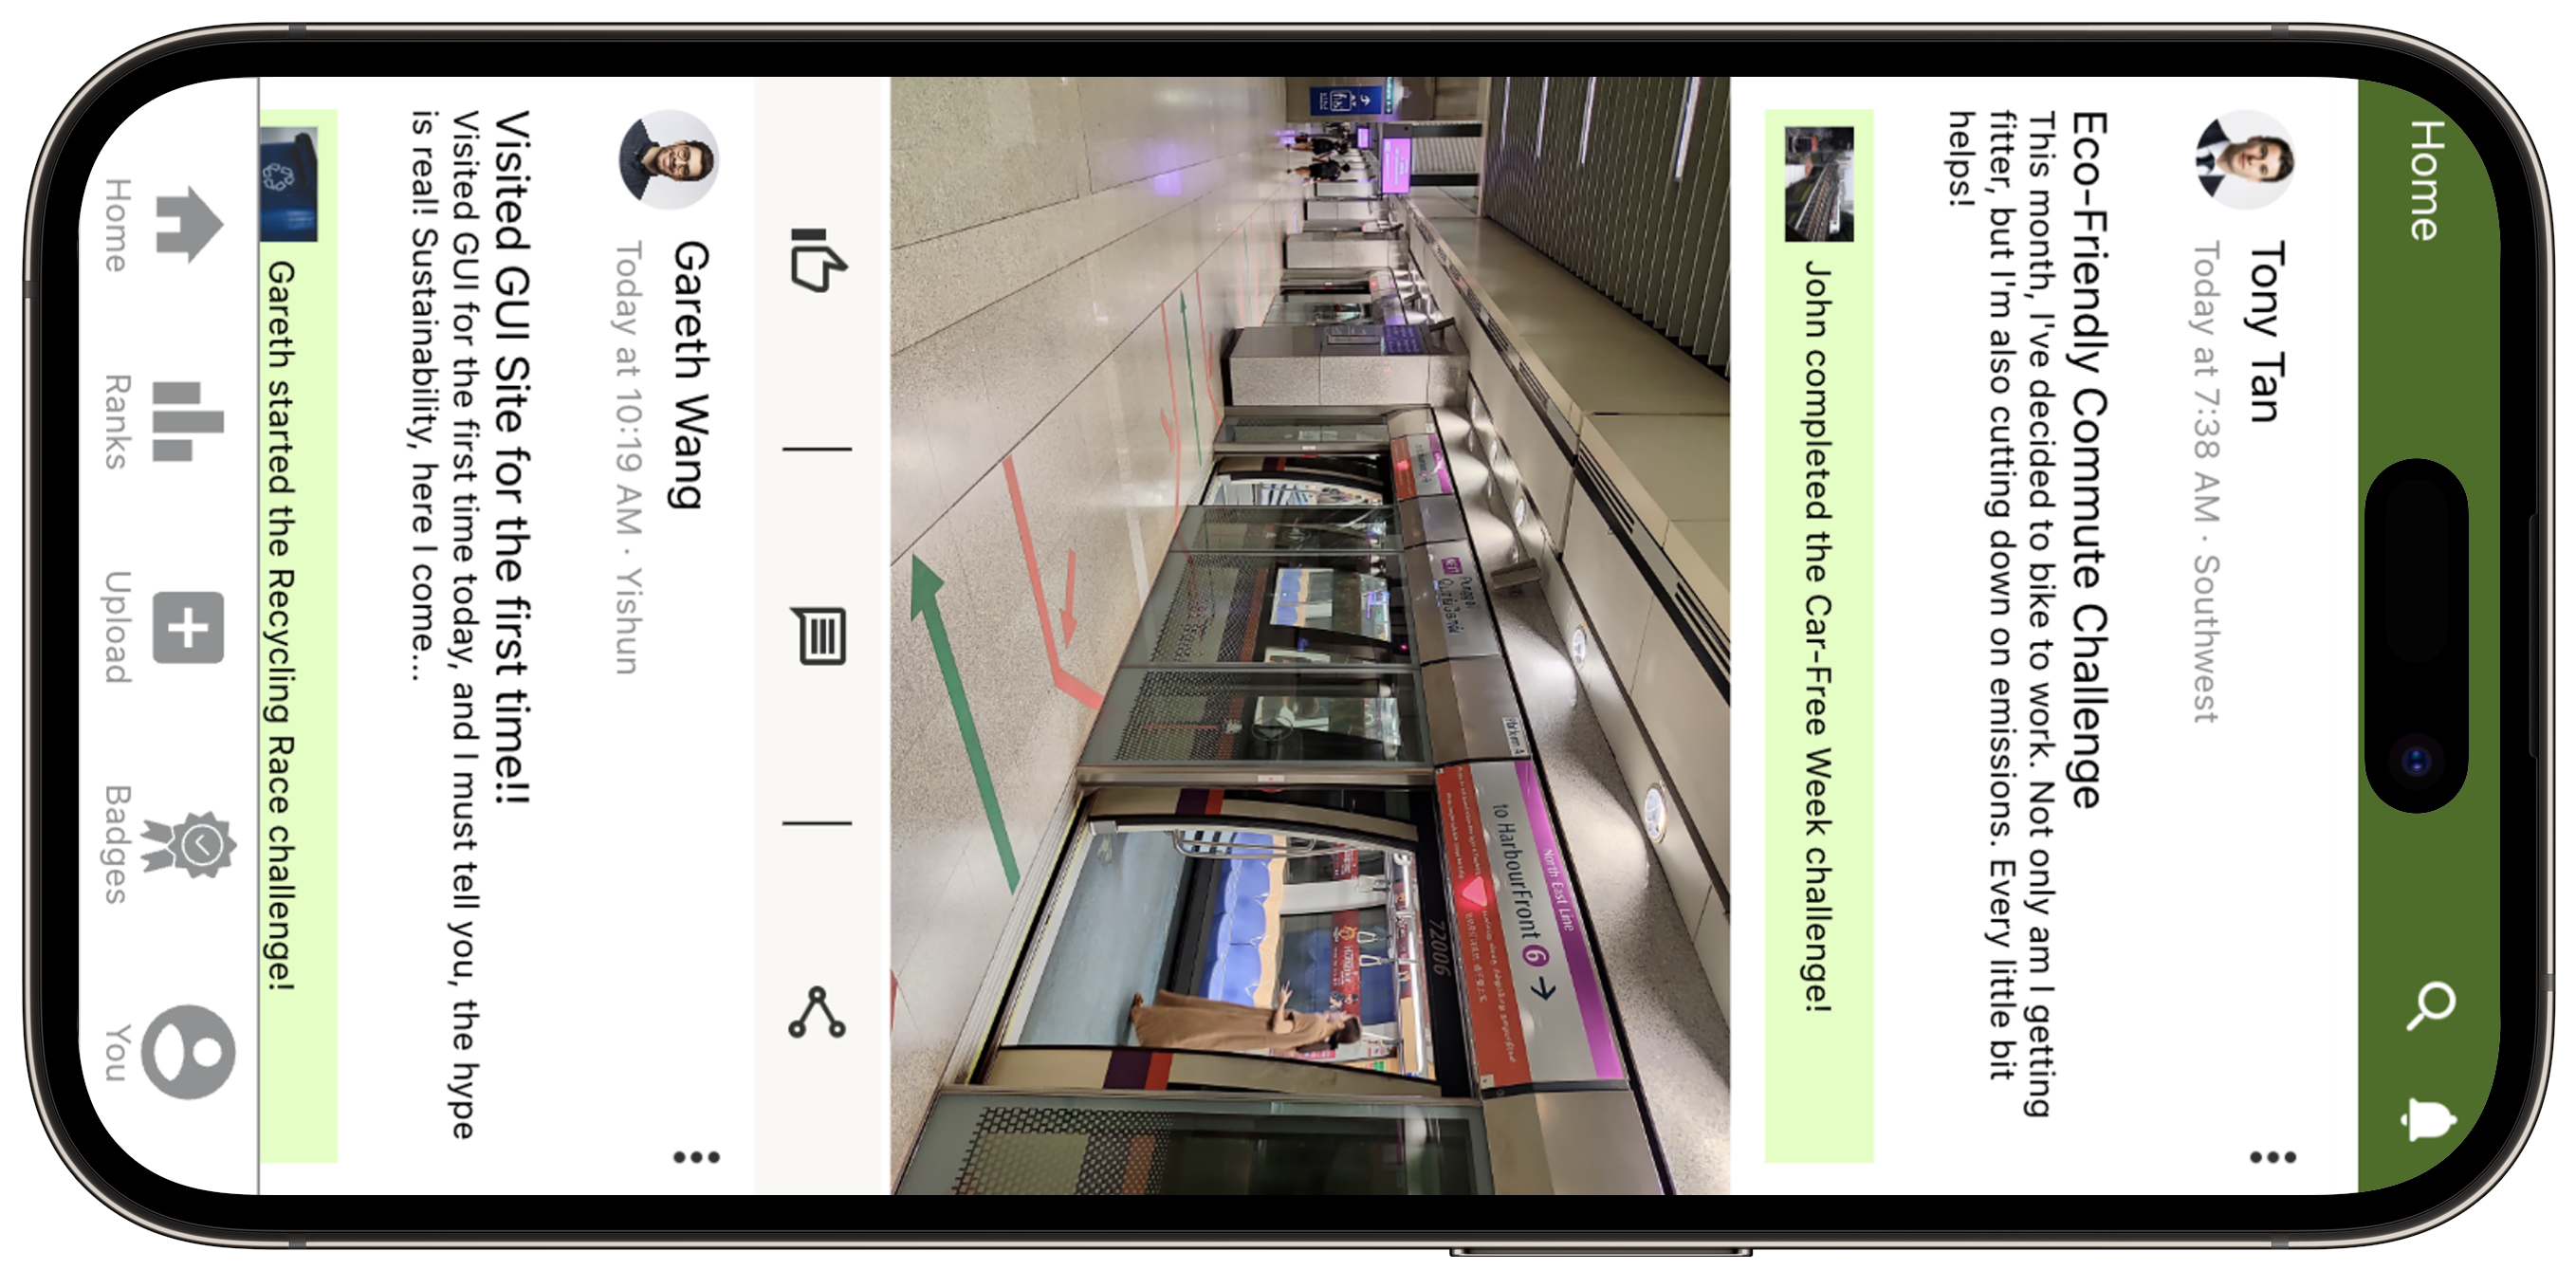 Home
Tony Tan
Today at 7:38 AM · Southwest
Eco-Friendly Commute Challenge
This month, I've decided to bike to work. Not only am I getting
fitter, but I'm also cutting down on emissions. Every little bit
helps!
John completed the Car-Free Week challenge!
North East Line
to HarbourFront 6 →
72006
Gareth Wang
Today at 10:19 AM · Yishun
Visited GUI Site for the first time!!
Visited GUI for the first time today, and I must tell you, the hype
is real! Sustainability, here I come...
Gareth started the Recycling Race challenge!
Home
Ranks
Upload
Badges
You